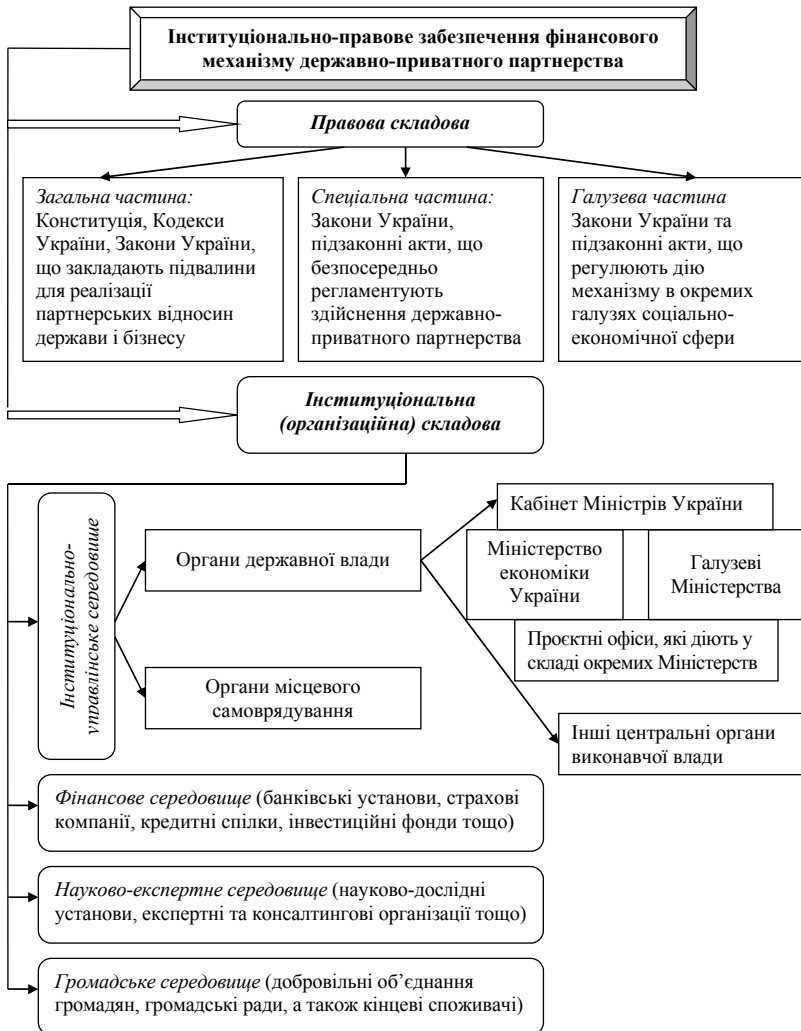 Інституціонально-правове забезпечення фінансового
механізму державно-приватного партнерства
Правова складова
Загальна частина:
Конституція, Кодекси
України, Закони України,
що закладають підвалини
для реалізації
партнерських відносин
держави і бізнесу
Спеціальна частина:
Закони України,
підзаконні акти, що
безпосередньо
регламентують
здійснення державно-
приватного партнерства
Галузева частина
Закони України та
підзаконні акти, що
регулюють дію
механізму в окремих
галузях соціально-
економічної сфери
Інституціональна
(організаційна) складова
Інституціонально-
управлінське середовище
Органи державної влади
Органи місцевого
самоврядування
Кабінет Міністрів України
Міністерство
економіки
України
Галузеві
Міністерства
Проєктні офіси, які діють у
складі окремих Міністерств
Інші центральні органи
виконавчої влади
Фінансове середовище (банківські установи, страхові
компанії, кредитні спілки, інвестиційні фонди тощо)
Науково-експертне середовище (науково-дослідні
установи, експертні та консалтингові організації тощо)
Громадське середовище (добровільні об’єднання
громадян, громадські ради, а також кінцеві споживачі)